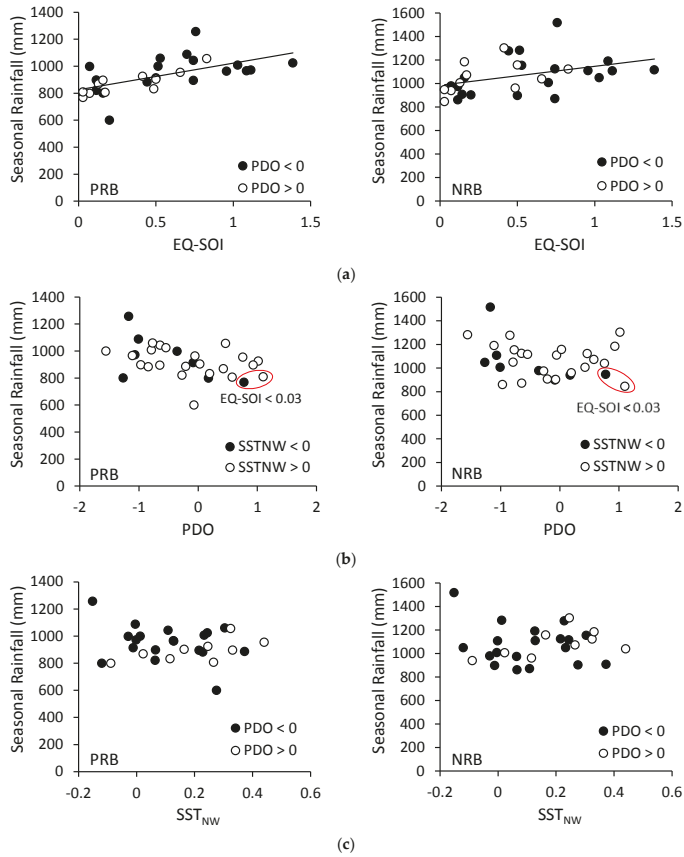 Seasonal Rainfall (mm)
1400
1200
1000
800
600
400
200
0
PRB
PDO < 0
PDO > 0
0
0.5
1
1.5
EQ-SOI
Seasonal Rainfall (mm)
1600
1400
1200
1000
800
600
400
200
0
NRB
PDO < 0
PDO > 0
0
0.5
1
1.5
EQ-SOI
(a)
Seasonal Rainfall (mm)
1400
1200
1000
800
600
400
200
0
EQ-SOI < 0.03
SSTNW < 0
SSTNW > 0
PRB
-2
-1
0
1
2
PDO
Seasonal Rainfall (mm)
1600
1400
1200
1000
800
600
400
200
0
EQ-SOI < 0.03
SSTNW < 0
SSTNW > 0
NRB
-2
-1
0
1
2
PDO
(b)
Seasonal Rainfall (mm)
1400
1200
1000
800
600
400
200
0
PDO < 0
PDO > 0
PRB
-0.2
0
0.2
0.4
0.6
SSTNW
Seasonal Rainfall (mm)
1600
1400
1200
1000
800
600
400
200
0
PDO < 0
PDO > 0
NRB
-0.2
0
0.2
0.4
0.6
SSTNW
(c)